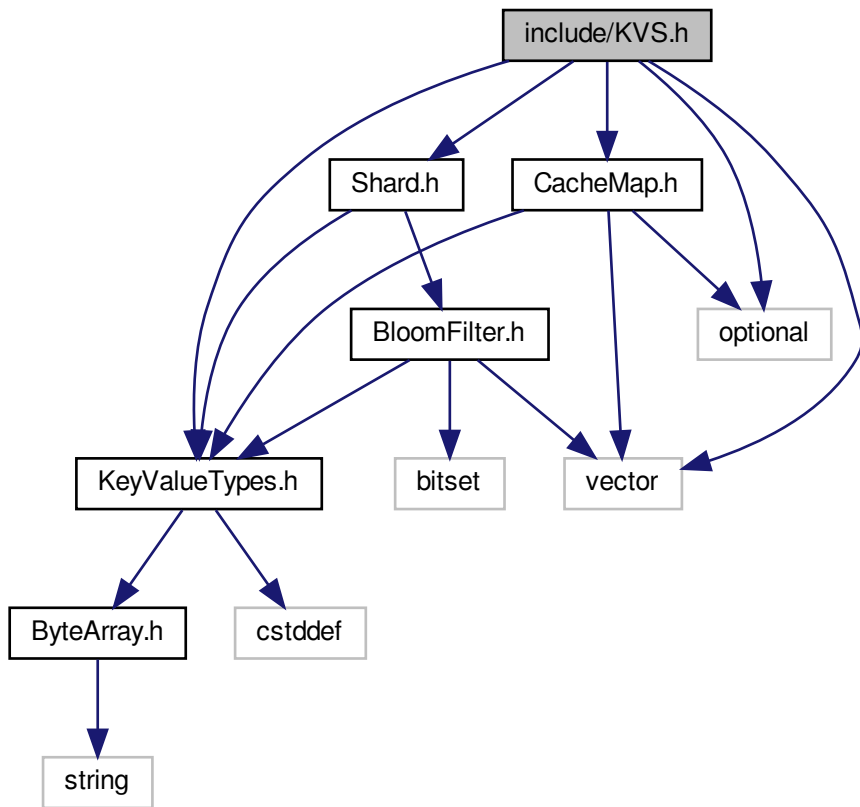 include/KVS.h
Shard.h
CacheMap.h
BloomFilter.h
optional
KeyValueTypes.h
bitset
vector
ByteArray.h
cstddef
string